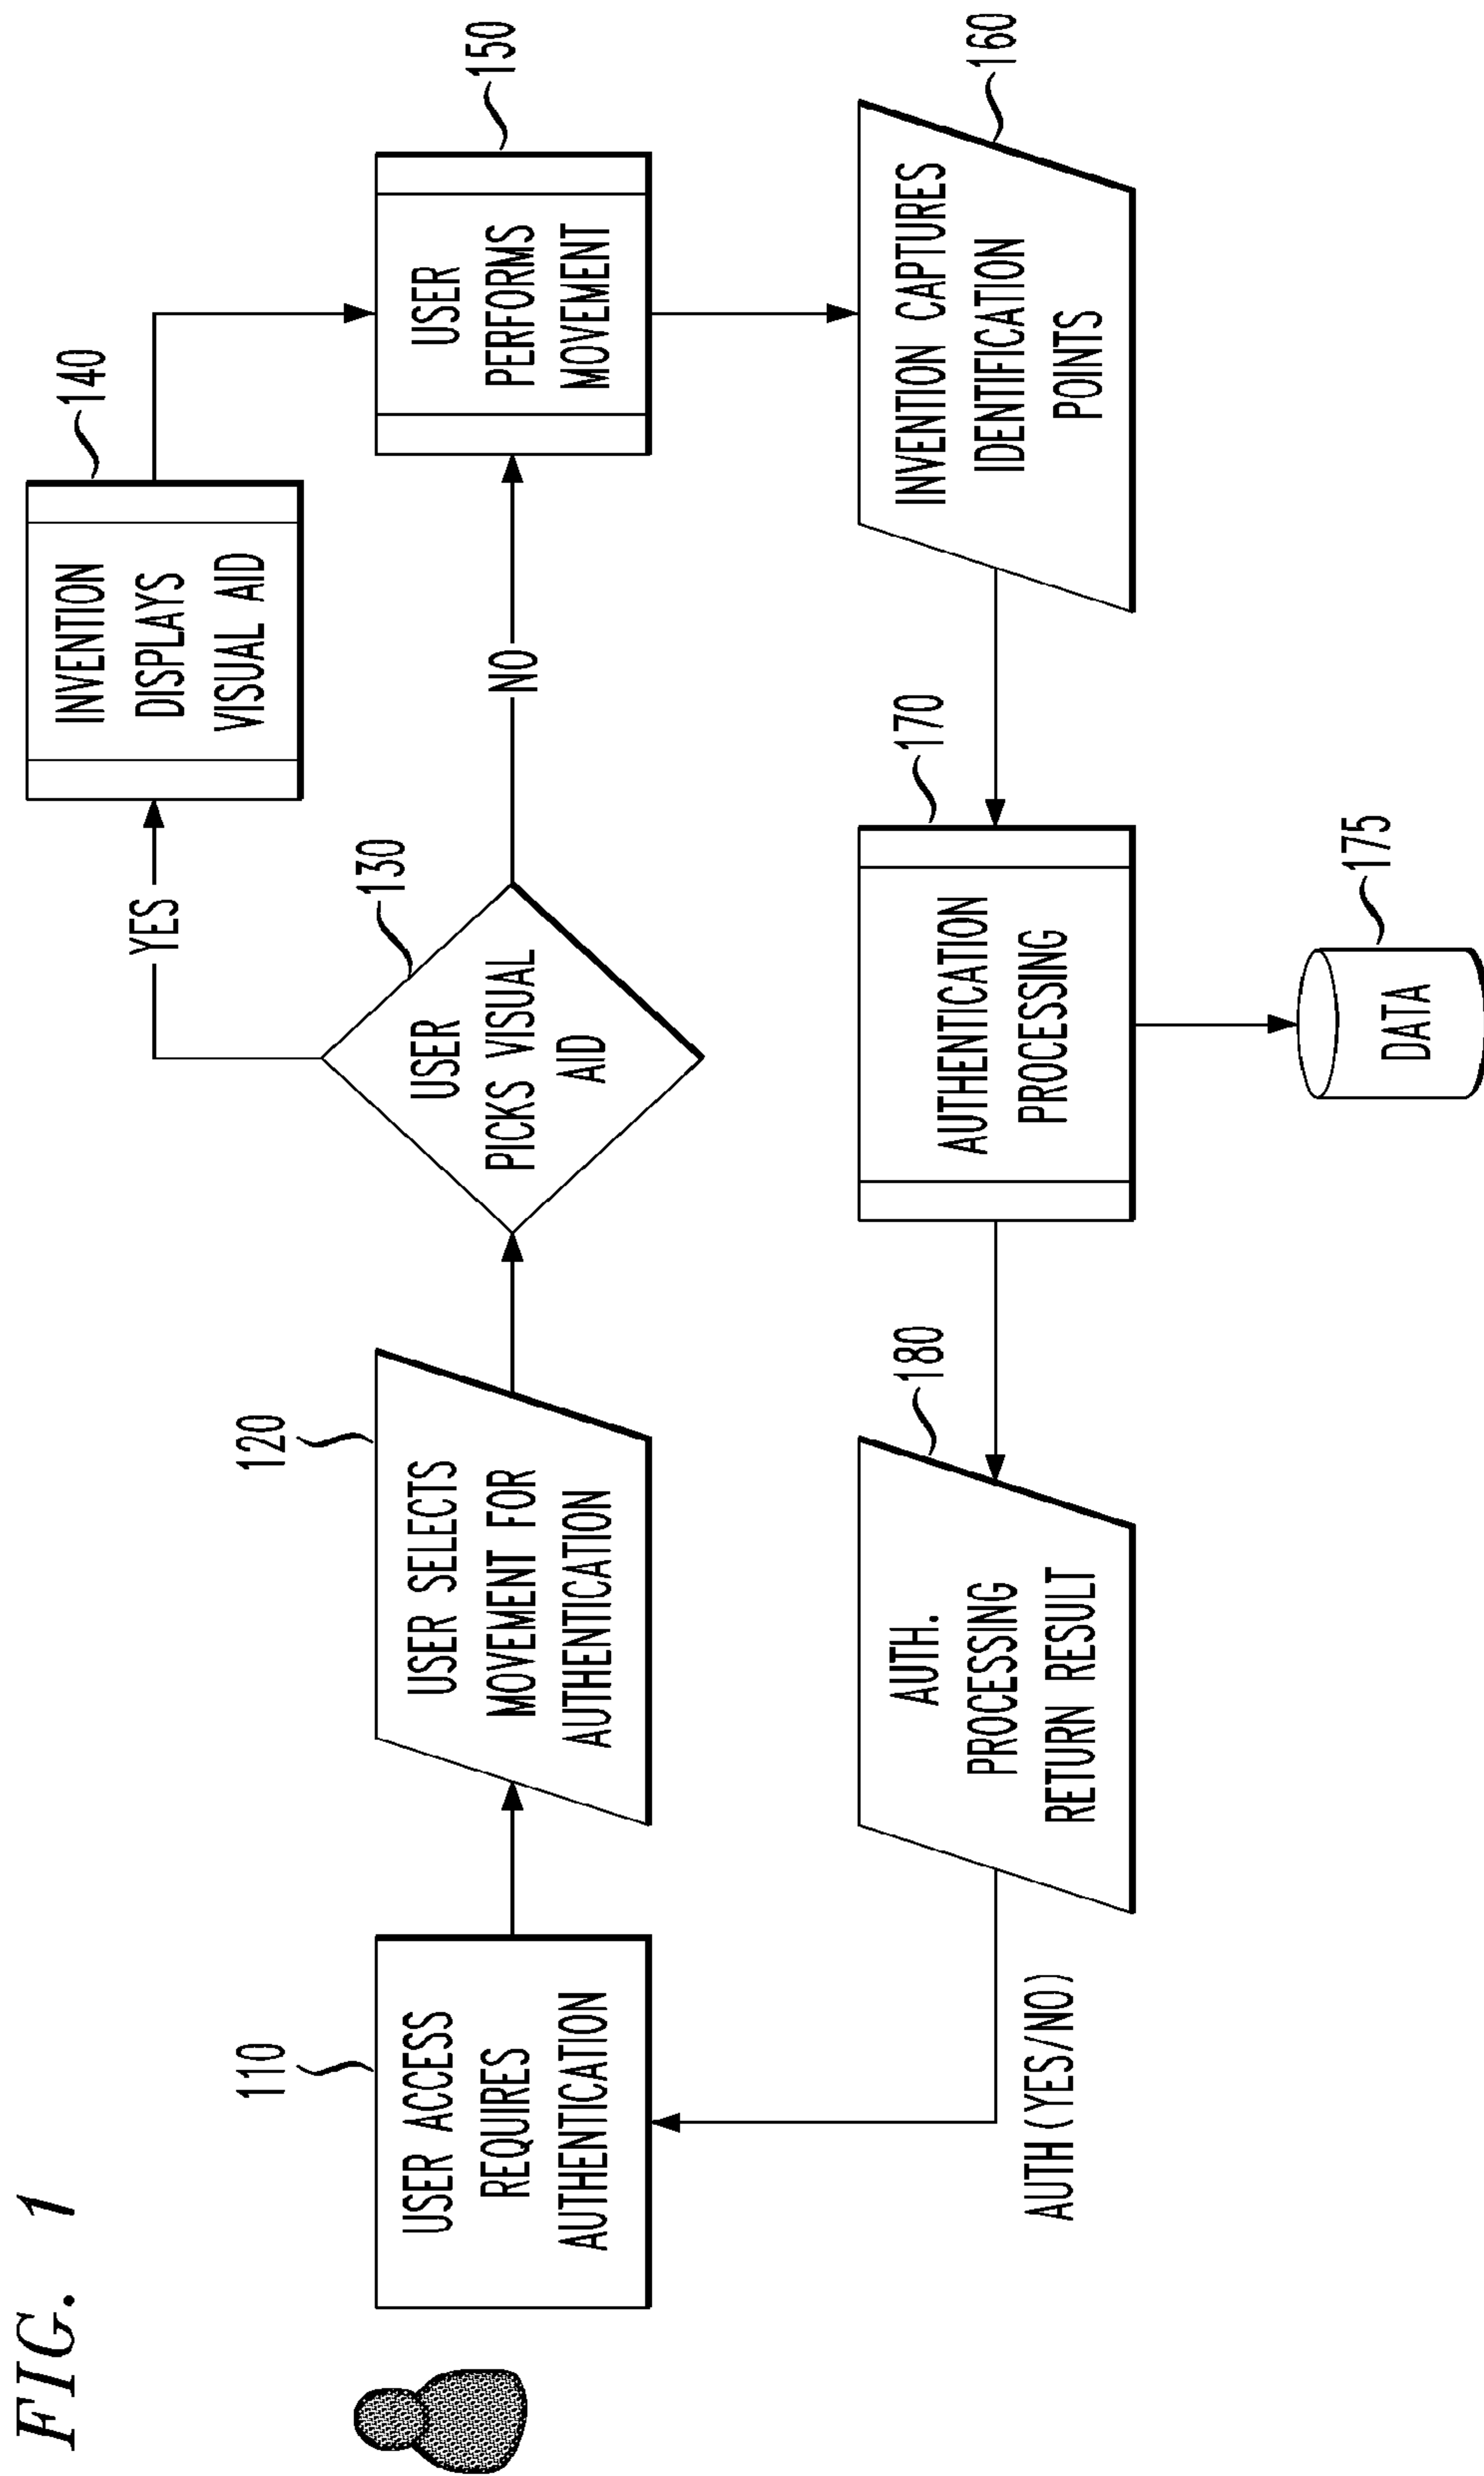 FIG. 1
110
USER ACCESS
REQUIRES
AUTHENTICATION
120
USER SELECTS
MOVEMENT FOR
AUTHENTICATION
130
USER
PICKS VISUAL
AID
YES
NO
140
INVENTION
DISPLAYS
VISUAL AID
150
USER
PERFORMS
MOVEMENT
160
INVENTION CAPTURES
IDENTIFICATION
POINTS
170
AUTHENTICATION
PROCESSING
175
DATA
180
AUTH.
PROCESSING
RETURN RESULT
AUTH (YES/NO)